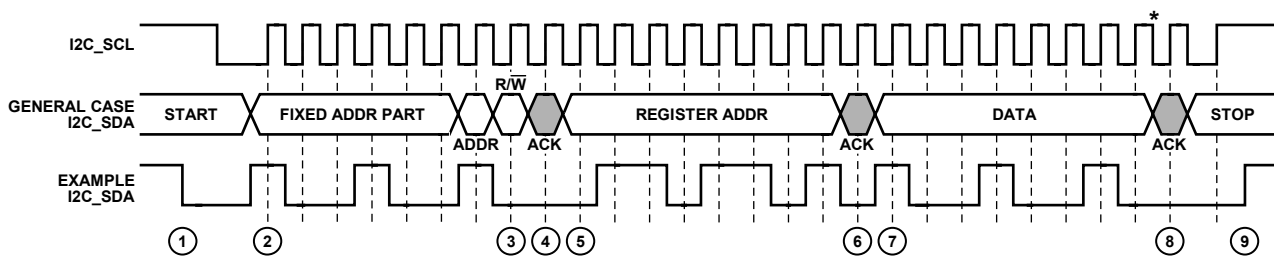 *
I2C_SCL
R/W̅
GENERAL CASE
I2C_SDA
START
FIXED ADDR PART
REGISTER ADDR
DATA
STOP
ADDR
ACK
ACK
ACK
EXAMPLE
I2C_SDA
1
2
3
4
5
6
7
8
9